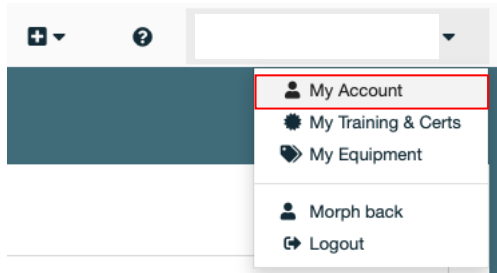 My Account
My Training & Certs
My Equipment
Morph back
Logout